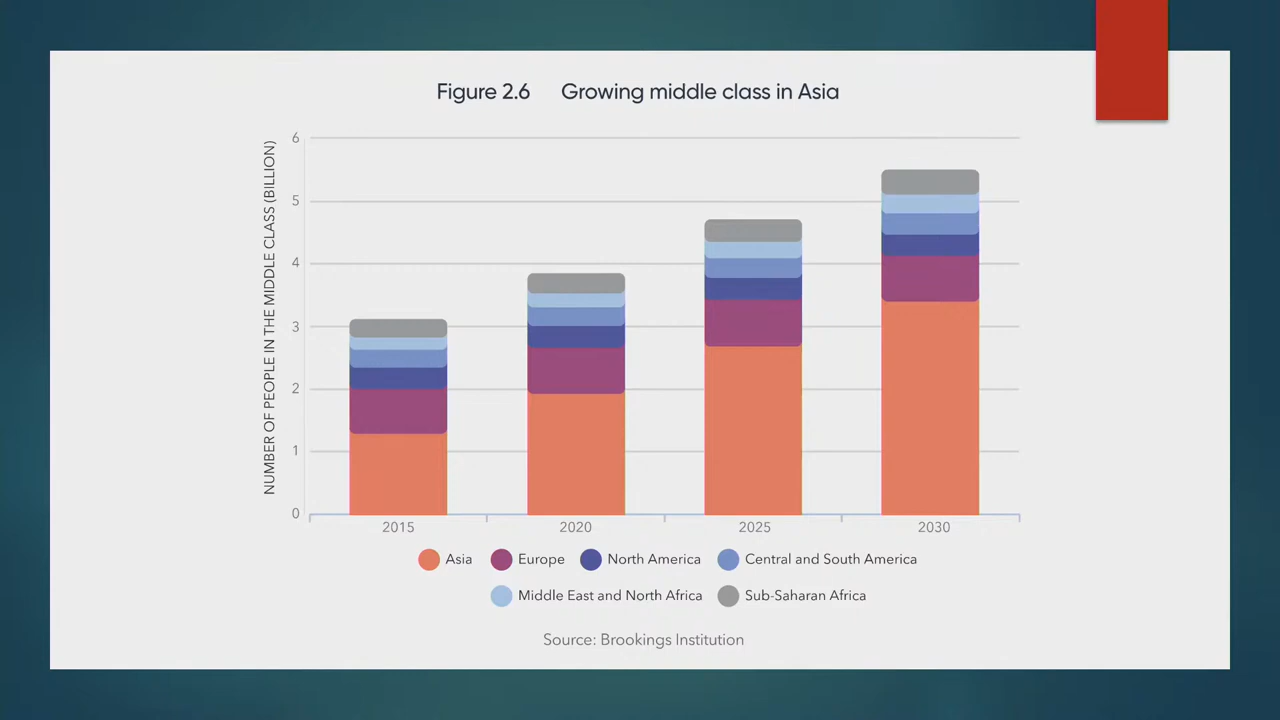 Figure 2.6 Growing middle class in Asia
NUMBER OF PEOPLE IN THE MIDDLE CLASS (BILLION)
6
5
4
3
2
1
0
2015 2020 2025 2030
Asia Europe North America Central and South America
Middle East and North Africa Sub-Saharan Africa
Source: Brookings Institution